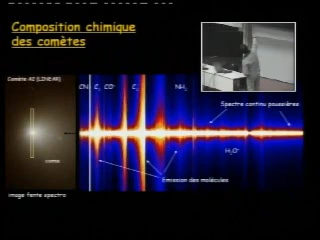 Composition chimique
des comètes
Comète A2 (LINEAR)
CN C₃ CO⁺ C₂ NH₂
Spectre continu poussières
H₂O⁺
coma
Emission des molécules
image fente spectro